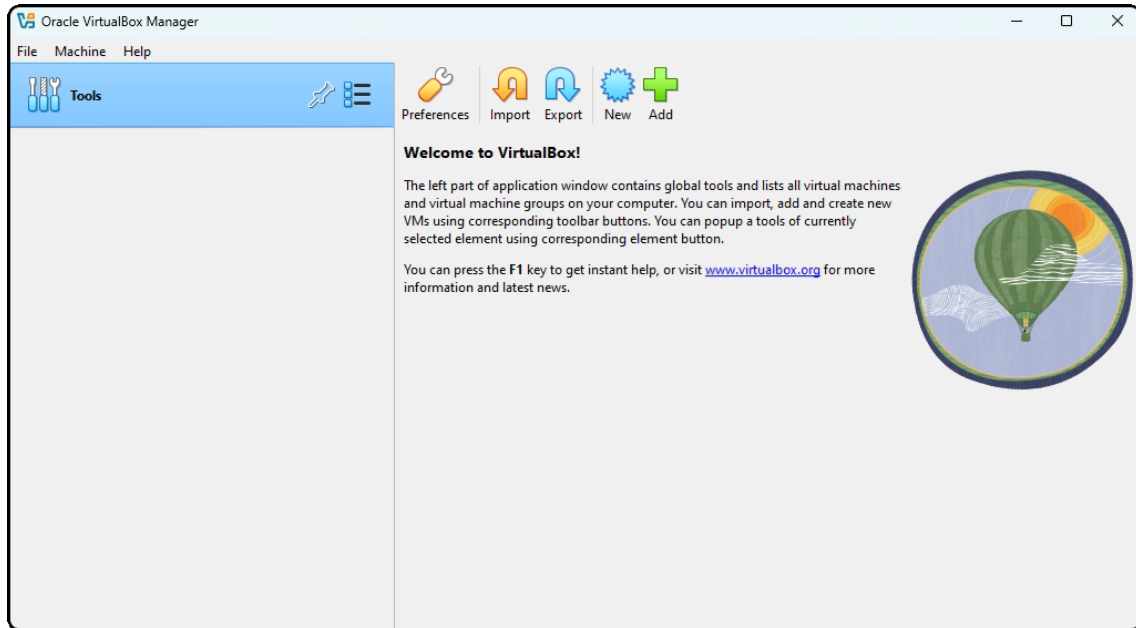 Oracle VirtualBox Manager
File Machine Help
Tools
Preferences Import Export New Add
Welcome to VirtualBox!
The left part of application window contains global tools and lists all virtual machines
and virtual machine groups on your computer. You can import, add and create new
VMs using corresponding toolbar buttons. You can popup a tools of currently
selected element using corresponding element button.
You can press the F1 key to get instant help, or visit www.virtualbox.org for more
information and latest news.